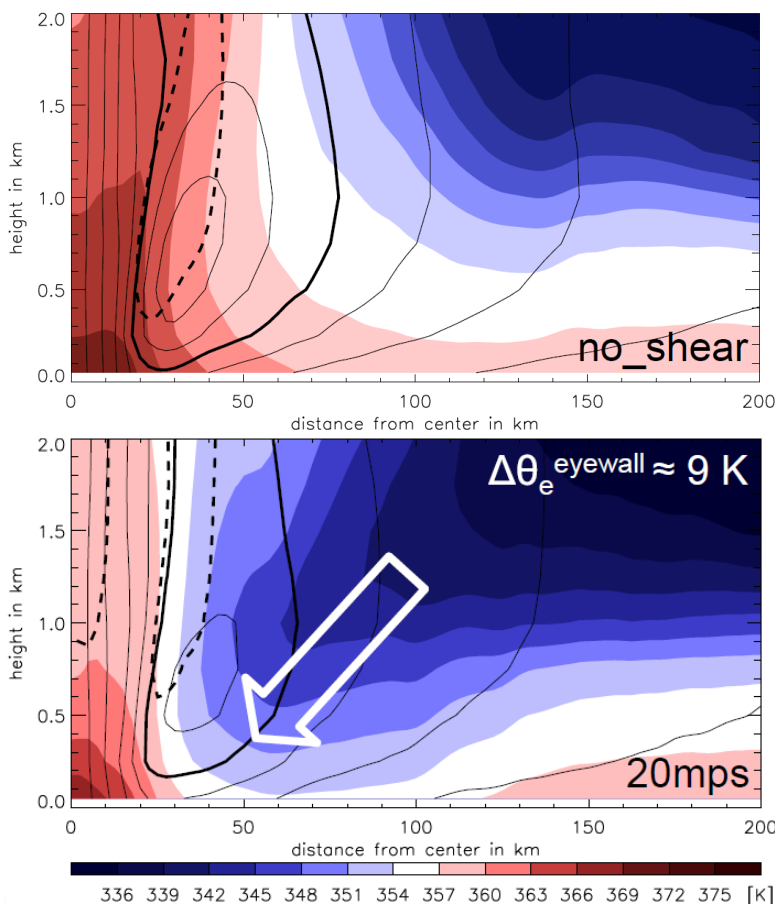 2.0
1.5
1.0
0.5
0.0
height in km
no_shear
0 50 100 150 200
distance from center in km
2.0
1.5
1.0
0.5
0.0
height in km
Δθₑᵉʸᵉʷᵃˡˡ ≈ 9 K
20mps
0 50 100 150 200
distance from center in km
336 339 342 345 348 351 354 357 360 363 366 369 372 375 [K]